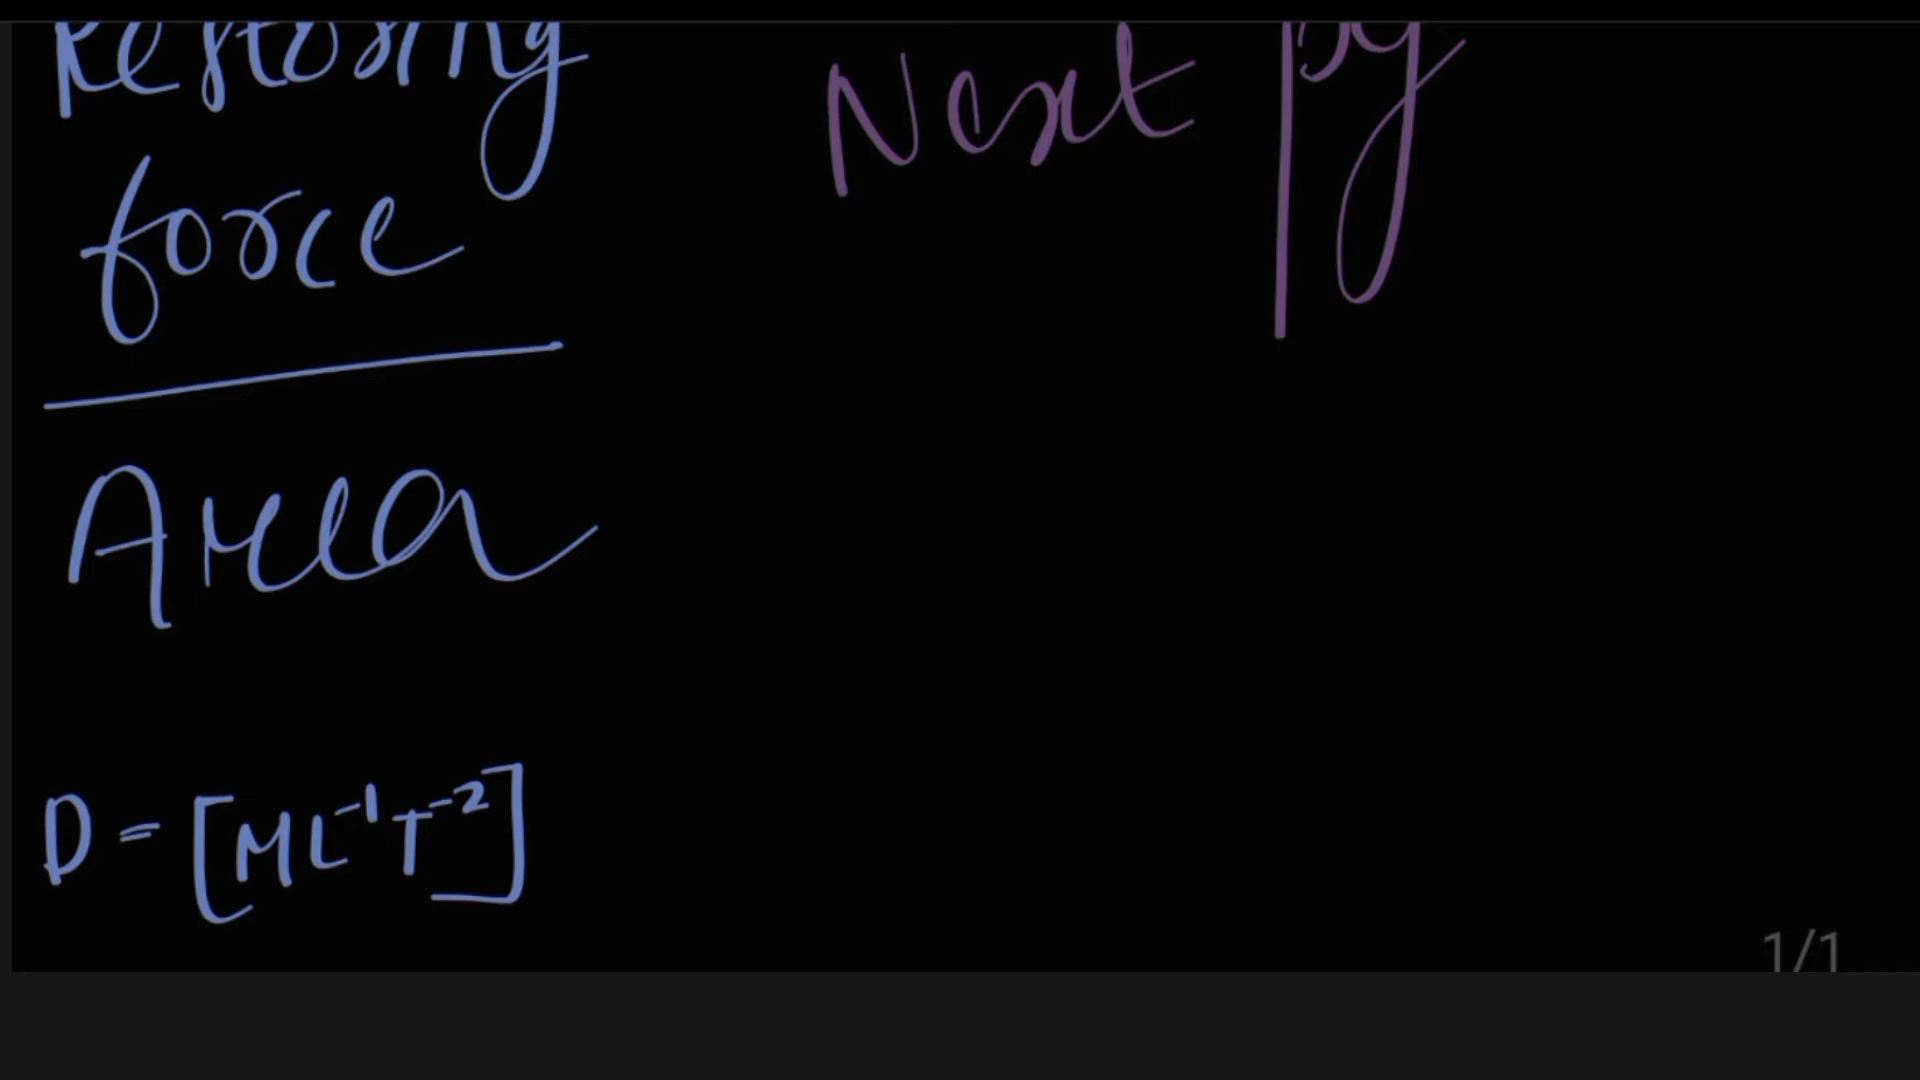 Restoring
force
Area
D = [ML⁻¹T⁻²]
Next pg
1/1